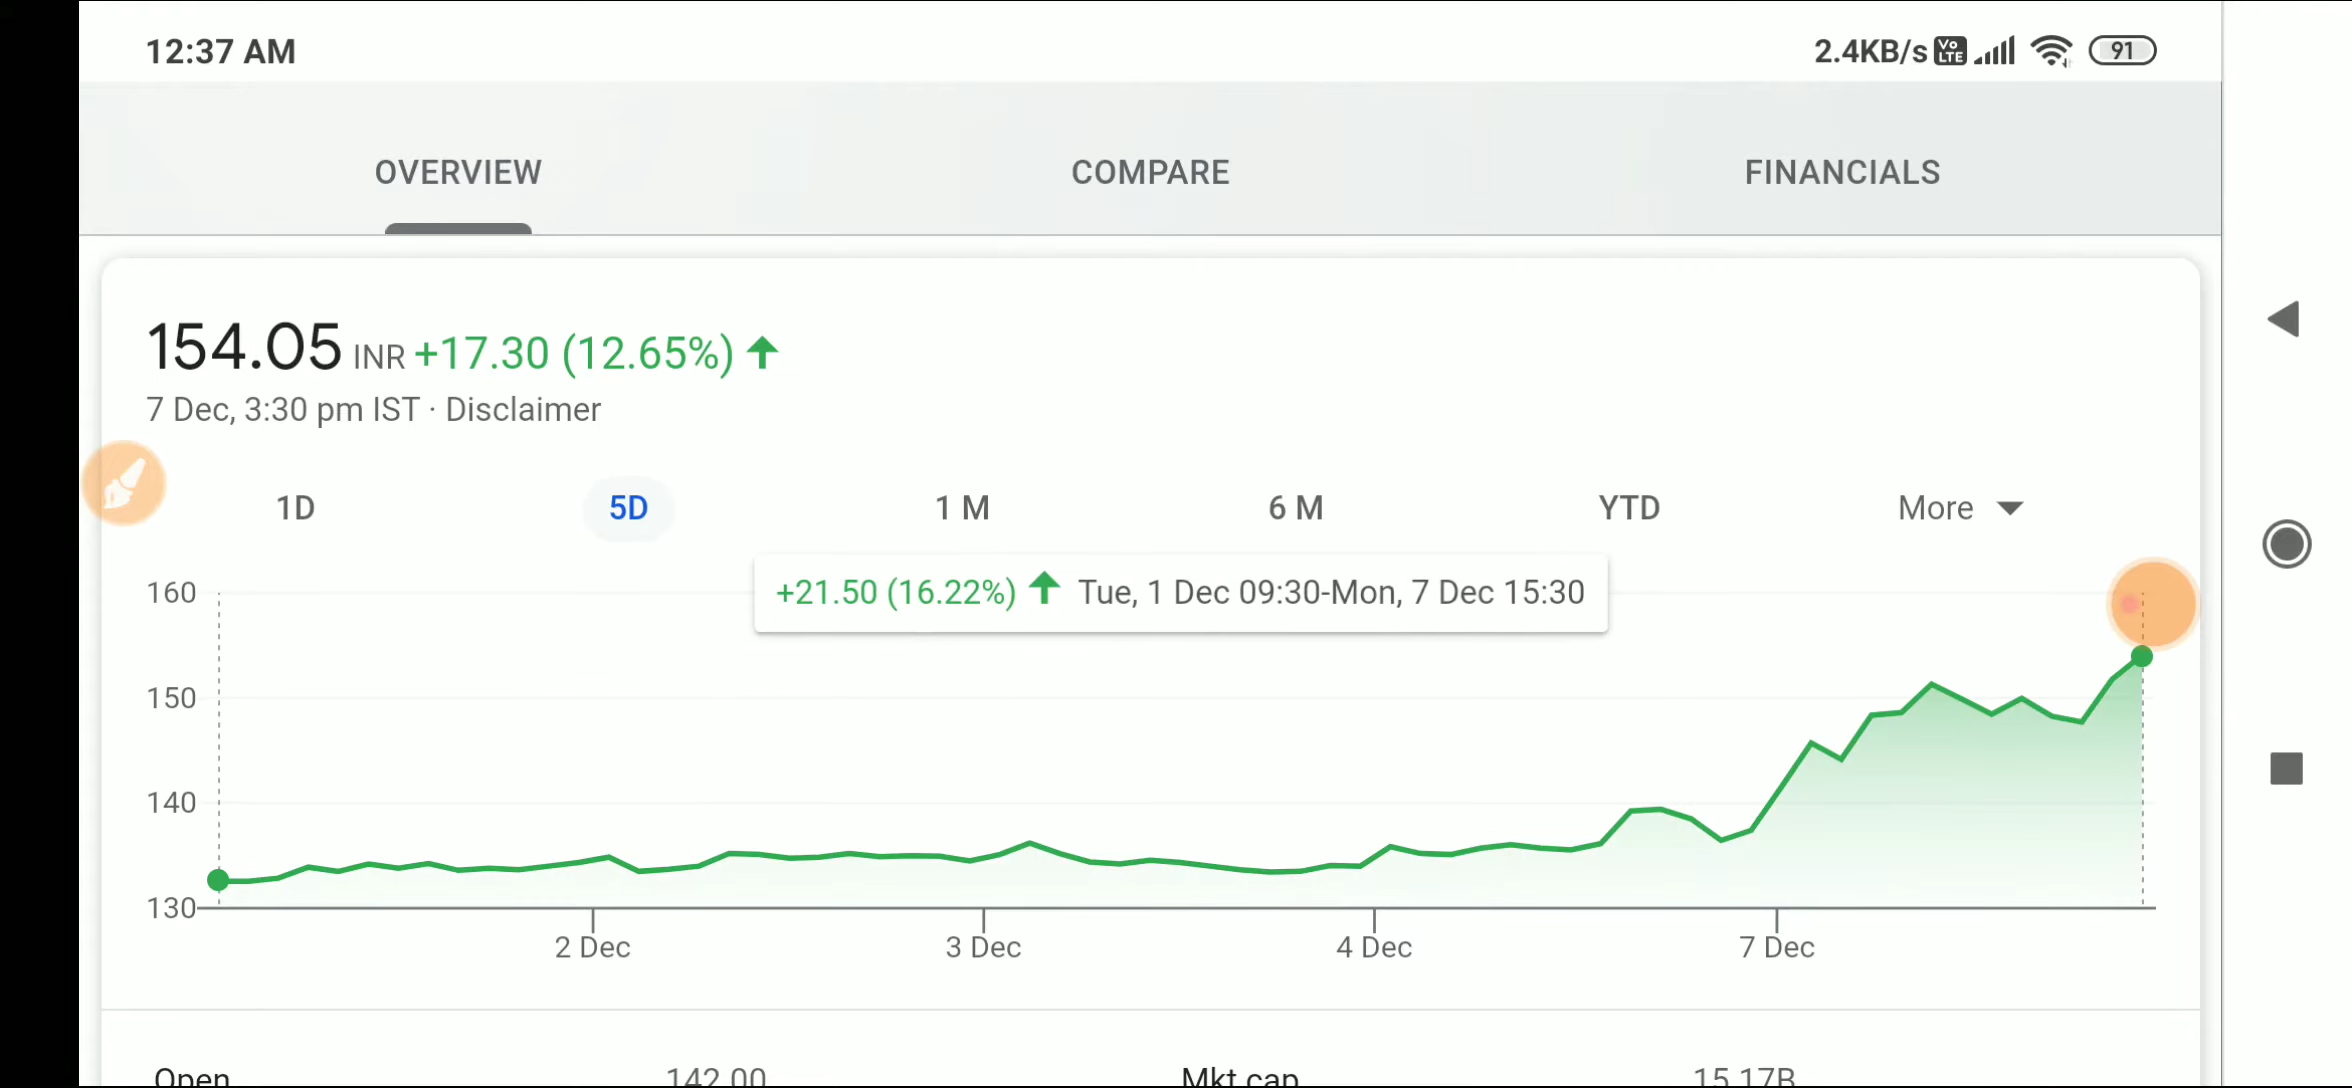 12:37 AM 2.4KB/s Vo LTE 91
OVERVIEW COMPARE FINANCIALS
154.05 INR +17.30 (12.65%)
7 Dec, 3:30 pm IST · Disclaimer
1D 5D 1 M 6 M YTD More
+21.50 (16.22%) Tue, 1 Dec 09:30-Mon, 7 Dec 15:30
160
150
140
130
2 Dec 3 Dec 4 Dec 7 Dec
Open 142.00 Mkt cap 15.17B